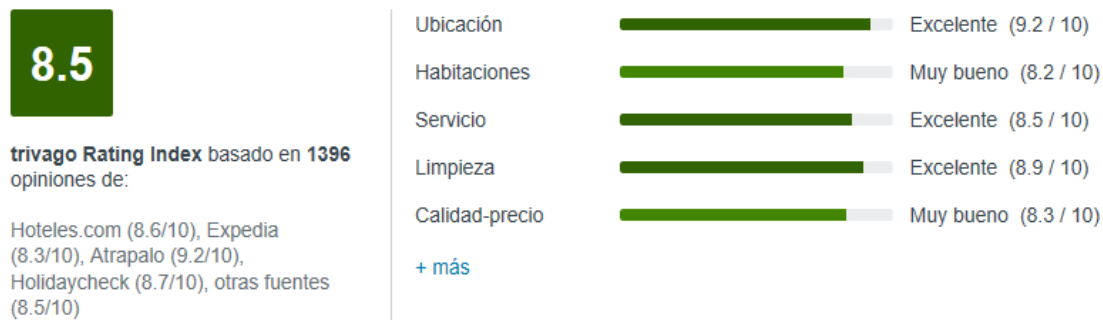 8.5
trivago Rating Index basado en 1396
opiniones de:
Hoteles.com (8.6/10), Expedia
(8.3/10), Atrapalo (9.2/10),
Holidaycheck (8.7/10), otras fuentes
(8.5/10)
Ubicación Excelente (9.2 / 10)
Habitaciones Muy bueno (8.2 / 10)
Servicio Excelente (8.5 / 10)
Limpieza Excelente (8.9 / 10)
Calidad-precio Muy bueno (8.3 / 10)
+ más